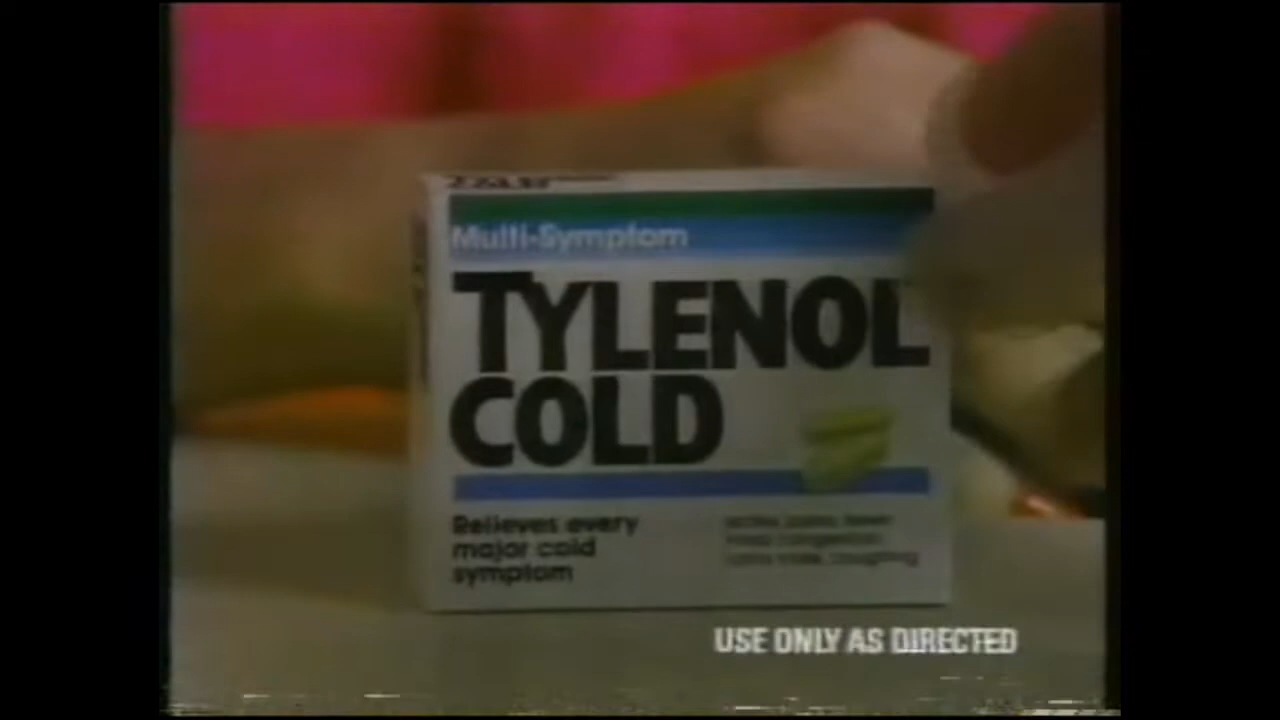 Multi-Symptom
TYLENOL
COLD
Relieves every
major cold
symptom
USE ONLY AS DIRECTED